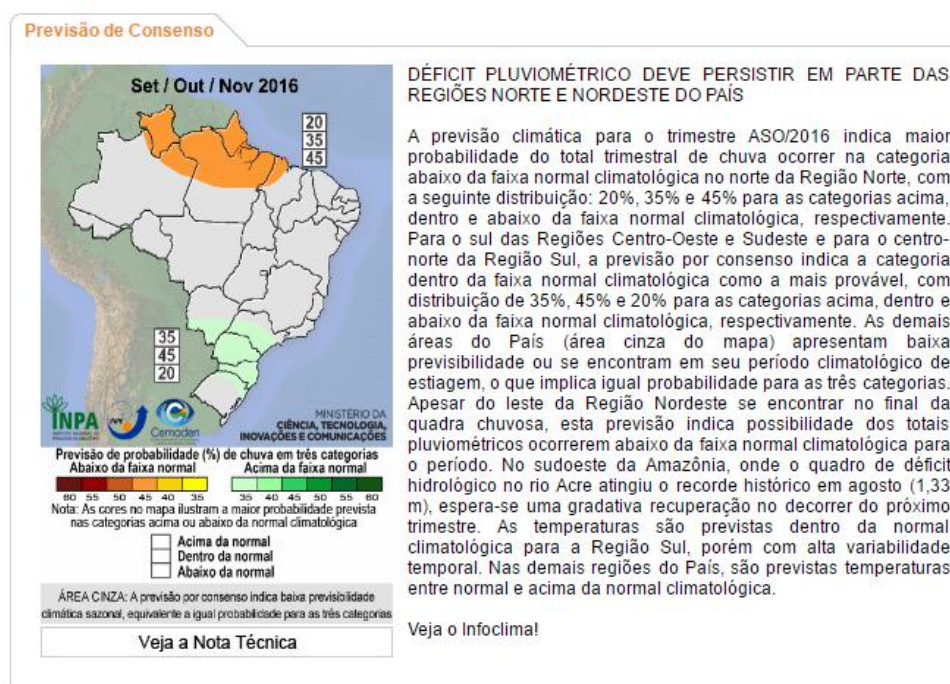 Previsão de Consenso
Set / Out / Nov 2016
20
35
45
35
45
20
INPA
Cemaden
MINISTÉRIO DA
CIÊNCIA, TECNOLOGIA,
INOVAÇÕES E COMUNICAÇÕES
Previsão de probabilidade (%) de chuva em três categorias
Abaixo da faixa normal Acima da faixa normal
60 55 50 45 40 35 35 40 45 50 55 60
Nota: As cores no mapa ilustram a maior probabilidade prevista
nas categorias acima ou abaixo da normal climatológica
Acima da normal
Dentro da normal
Abaixo da normal
ÁREA CINZA: A previsão por consenso indica baixa previsibilidade
climática sazonal, equivalente a igual probabilidade para as três categorias
Veja a Nota Técnica
DÉFICIT PLUVIOMÉTRICO DEVE PERSISTIR EM PARTE DAS
REGIÕES NORTE E NORDESTE DO PAÍS
A previsão climática para o trimestre ASO/2016 indica maior
probabilidade do total trimestral de chuva ocorrer na categoria
abaixo da faixa normal climatológica no norte da Região Norte, com
a seguinte distribuição: 20%, 35% e 45% para as categorias acima,
dentro e abaixo da faixa normal climatológica, respectivamente.
Para o sul das Regiões Centro-Oeste e Sudeste e para o centro-
norte da Região Sul, a previsão por consenso indica a categoria
dentro da faixa normal climatológica como a mais provável, com
distribuição de 35%, 45% e 20% para as categorias acima, dentro e
abaixo da faixa normal climatológica, respectivamente. As demais
áreas do País (área cinza do mapa) apresentam baixa
previsibilidade ou se encontram em seu período climatológico de
estiagem, o que implica igual probabilidade para as três categorias.
Apesar do leste da Região Nordeste se encontrar no final da
quadra chuvosa, esta previsão indica possibilidade dos totais
pluviométricos ocorrerem abaixo da faixa normal climatológica para
o período. No sudoeste da Amazônia, onde o quadro de déficit
hidrológico no rio Acre atingiu o recorde histórico em agosto (1,33
m), espera-se uma gradativa recuperação no decorrer do próximo
trimestre. As temperaturas são previstas dentro da normal
climatológica para a Região Sul, porém com alta variabilidade
temporal. Nas demais regiões do País, são previstas temperaturas
entre normal e acima da normal climatológica.
Veja o Infoclima!